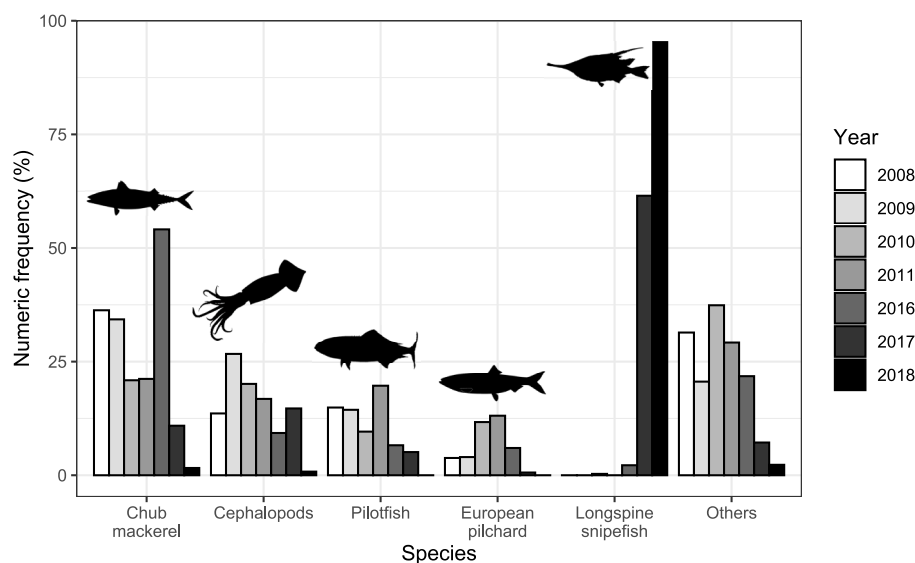 100
75
50
25
0
Numeric frequency (%)
Chub
mackerel
Cephalopods
Pilotfish
European
pilchard
Longspine
snipefish
Others
Species
Year
2008
2009
2010
2011
2016
2017
2018